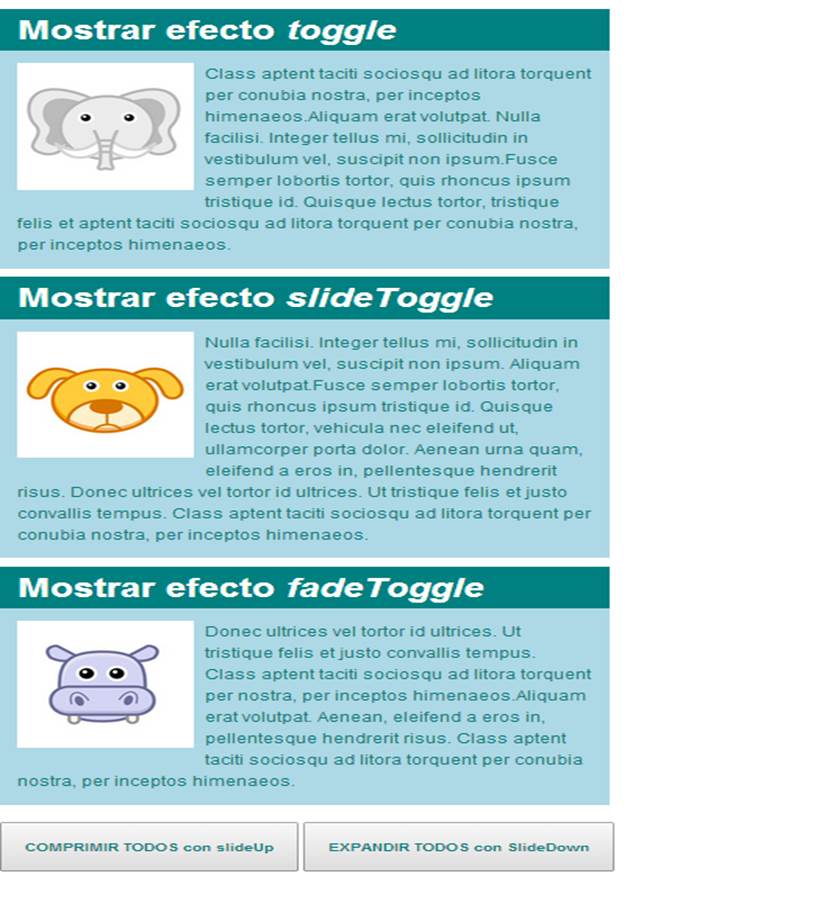 Mostrar efecto toggle
Class aptent taciti sociosqu ad litora torquent
per conubia nostra, per inceptos
himenaeos.Aliquam erat volutpat. Nulla
facilisi. Integer tellus mi, sollicitudin in
vestibulum vel, suscipit non ipsum.Fusce
semper lobortis tortor, quis rhoncus ipsum
tristique id. Quisque lectus tortor, tristique
felis et aptent taciti sociosqu ad litora torquent per conubia nostra,
per inceptos himenaeos.
Mostrar efecto slideToggle
Nulla facilisi. Integer tellus mi, sollicitudin in
vestibulum vel, suscipit non ipsum. Aliquam
erat volutpat.Fusce semper lobortis tortor,
quis rhoncus ipsum tristique id. Quisque
lectus tortor, vehicula nec eleifend ut,
ullamcorper porta dolor. Aenean urna quam,
eleifend a eros in, pellentesque hendrerit
risus. Donec ultrices vel tortor id ultrices. Ut tristique felis et justo
convallis tempus. Class aptent taciti sociosqu ad litora torquent per
conubia nostra, per inceptos himenaeos.
Mostrar efecto fadeToggle
Donec ultrices vel tortor id ultrices. Ut
tristique felis et justo convallis tempus.
Class aptent taciti sociosqu ad litora torquent
per nostra, per inceptos himenaeos.Aliquam
erat volutpat. Aenean, eleifend a eros in,
pellentesque hendrerit risus. Class aptent
taciti sociosqu ad litora torquent per conubia
nostra, per inceptos himenaeos.
COMPRIMIR TODOS con slideUp
EXPANDIR TODOS con SlideDown